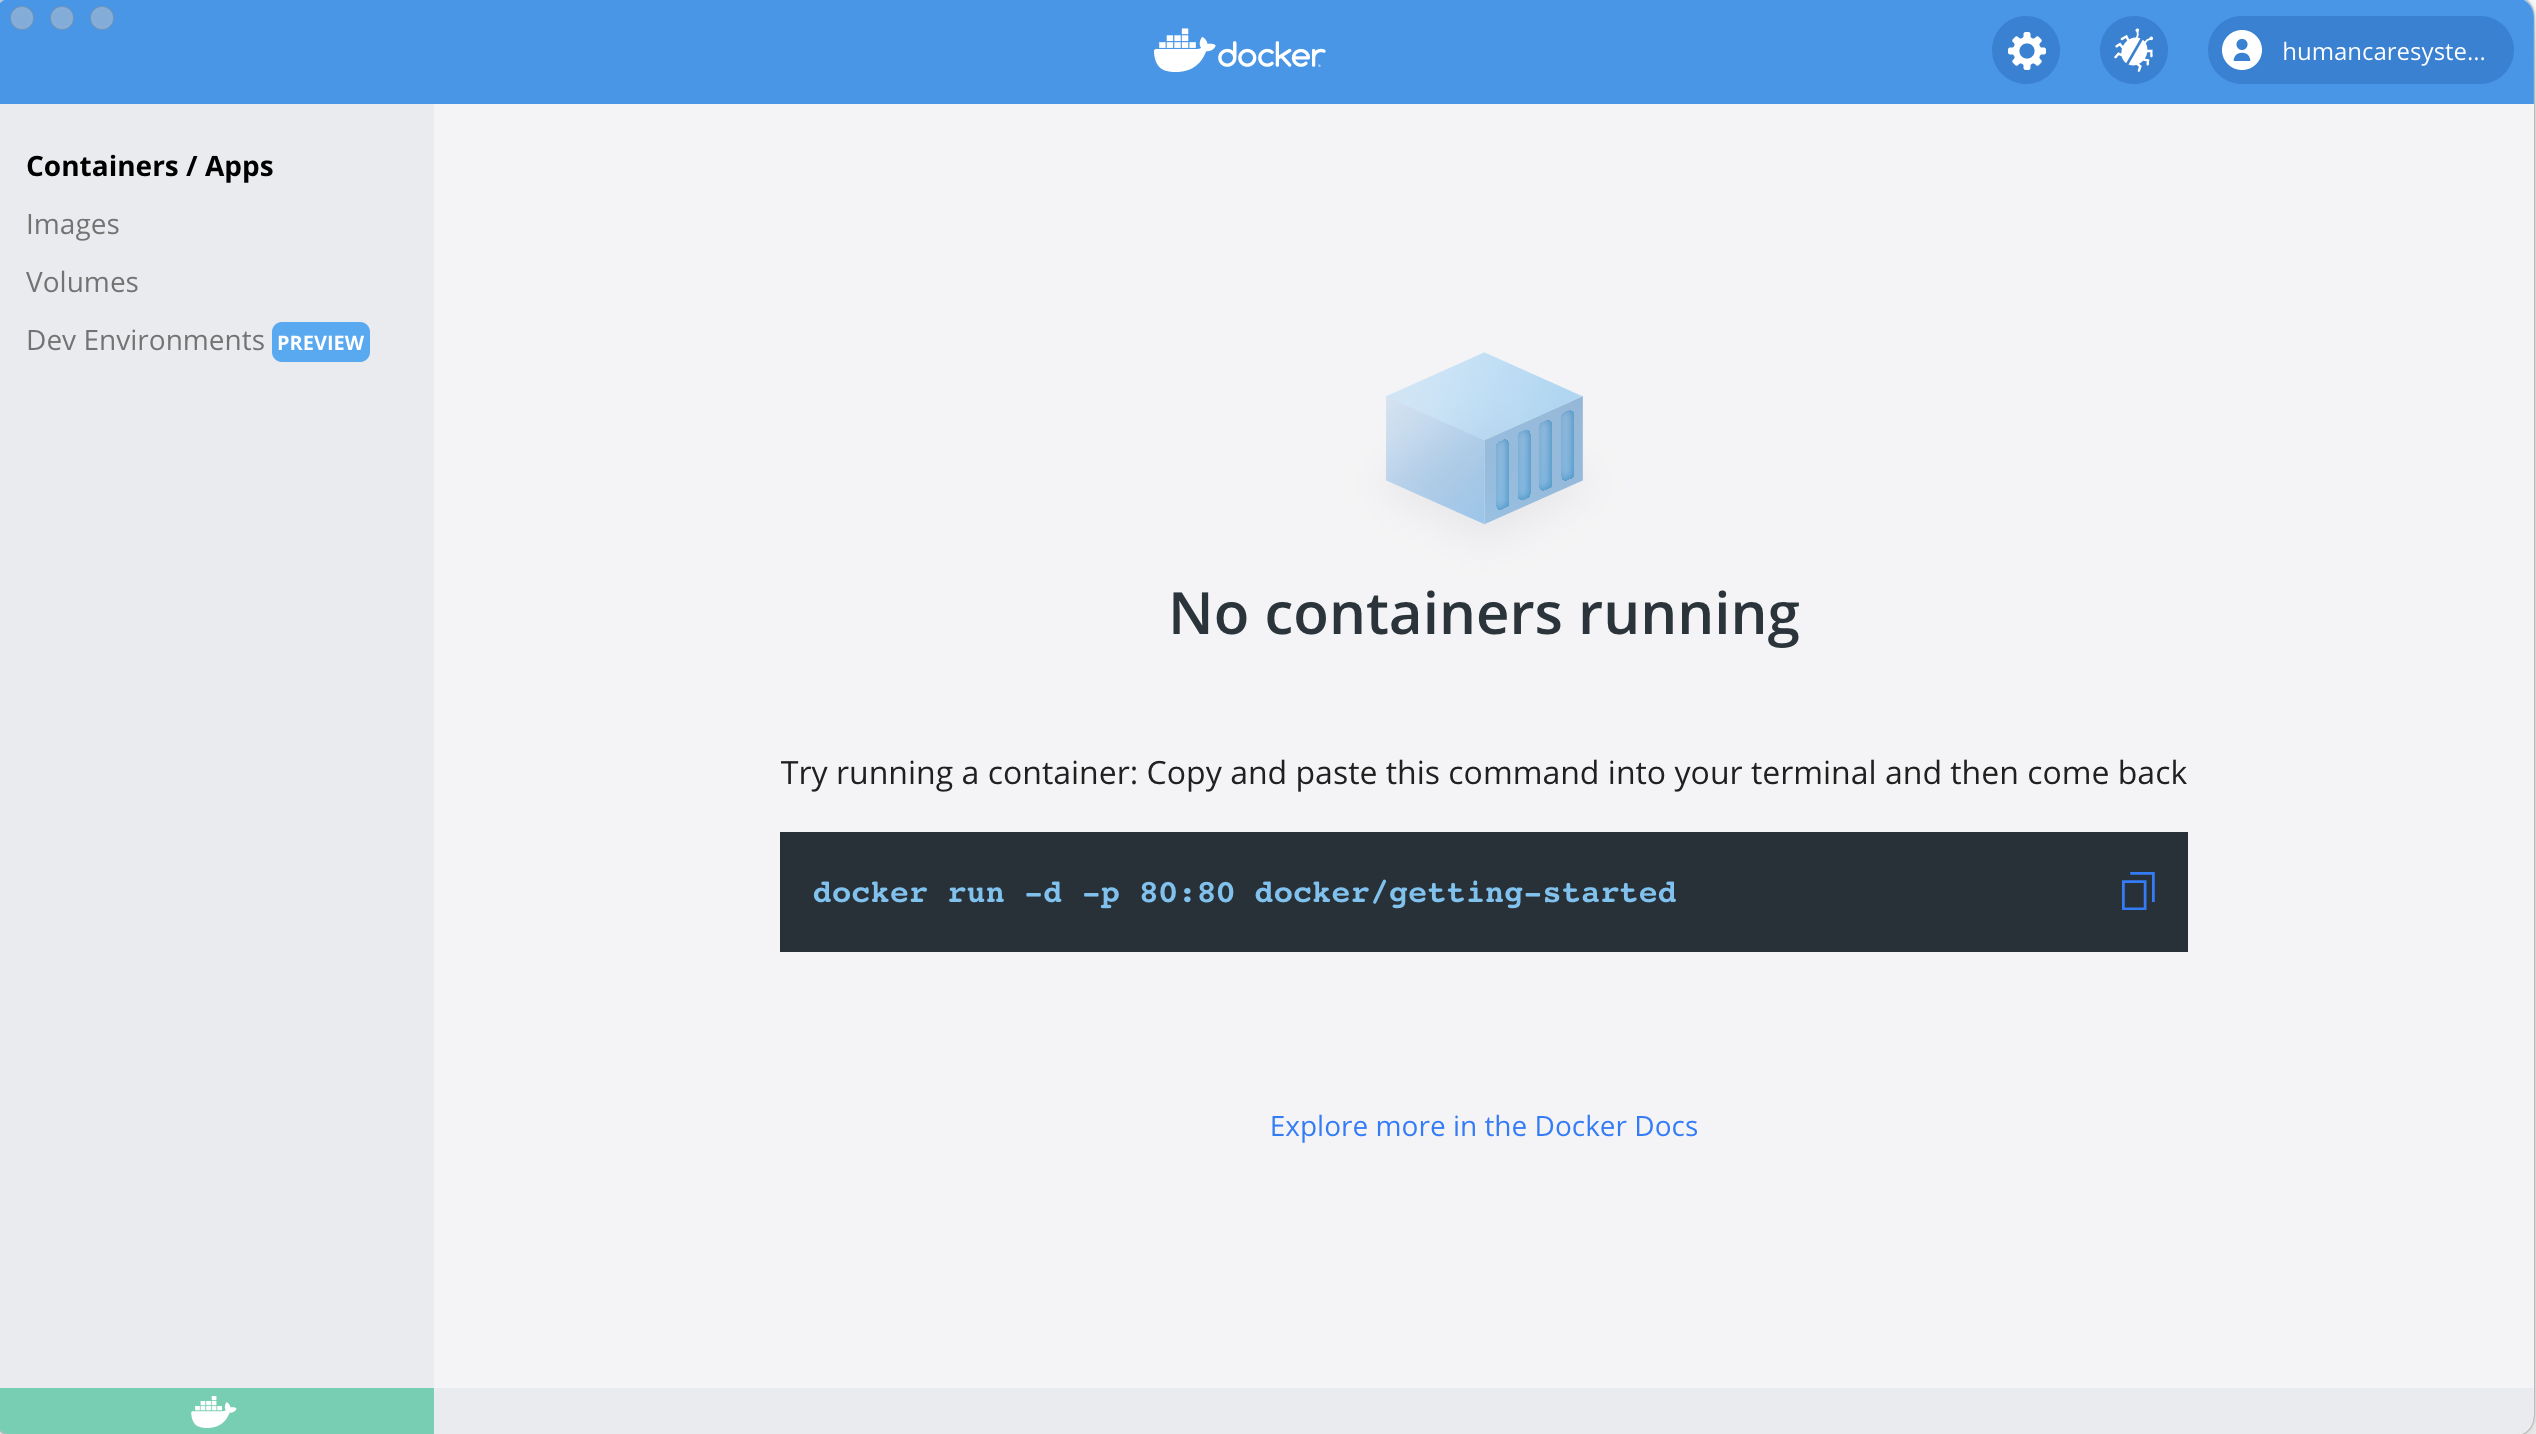 docker
humancaresyste...
Containers / Apps
Images
Volumes
Dev Environments PREVIEW
No containers running
Try running a container: Copy and paste this command into your terminal and then come back
docker run -d -p 80:80 docker/getting-started
Explore more in the Docker Docs